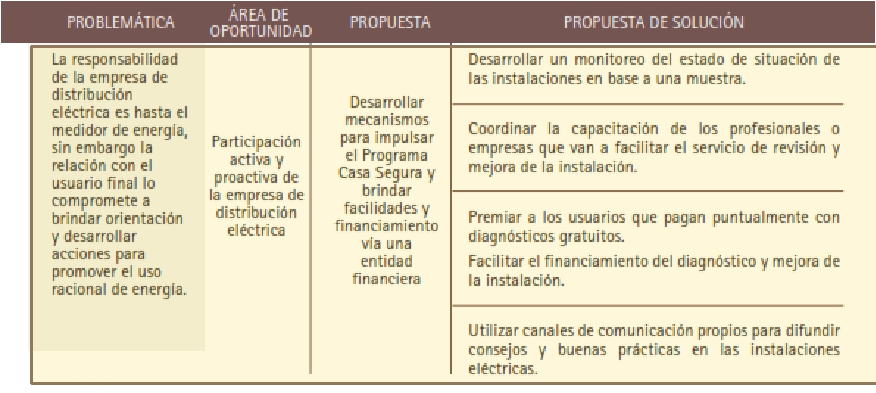 PROBLEMÁTICA
ÁREA DE
OPORTUNIDAD
PROPUESTA
PROPUESTA DE SOLUCIÓN
La responsabilidad
de la empresa de
distribución
eléctrica es hasta el
medidor de energía,
sin embargo la
relación con el
usuario final lo
compromete a
brindar orientación
y desarrollar
acciones para
promover el uso
racional de energía.
Participación
activa y
proactiva de
la empresa de
distribución
eléctrica
Desarrollar
mecanismos
para impulsar
el Programa
Casa Segura y
brindar
facilidades y
financiamiento
vía una
entidad
financiera
Desarrollar un monitoreo del estado de situación de
las instalaciones en base a una muestra.
Coordinar la capacitación de los profesionales o
empresas que van a facilitar el servicio de revisión y
mejora de la instalación.
Premiar a los usuarios que pagan puntualmente con
diagnósticos gratuitos.
Facilitar el financiamiento del diagnóstico y mejora de
la instalación.
Utilizar canales de comunicación propios para difundir
consejos y buenas prácticas en las instalaciones
eléctricas.